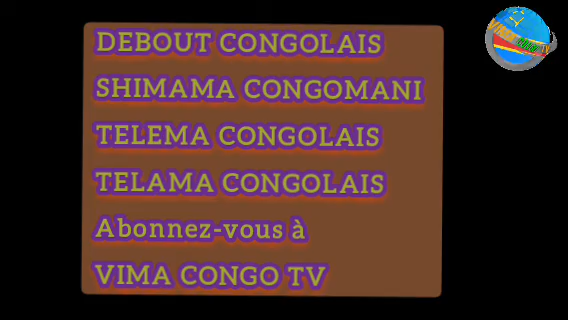 DEBOUT CONGOLAIS
SHIMAMA CONGOMANI
TELEMA CONGOLAIS
TELAMA CONGOLAIS
Abonnez-vous à
VIMA CONGO TV